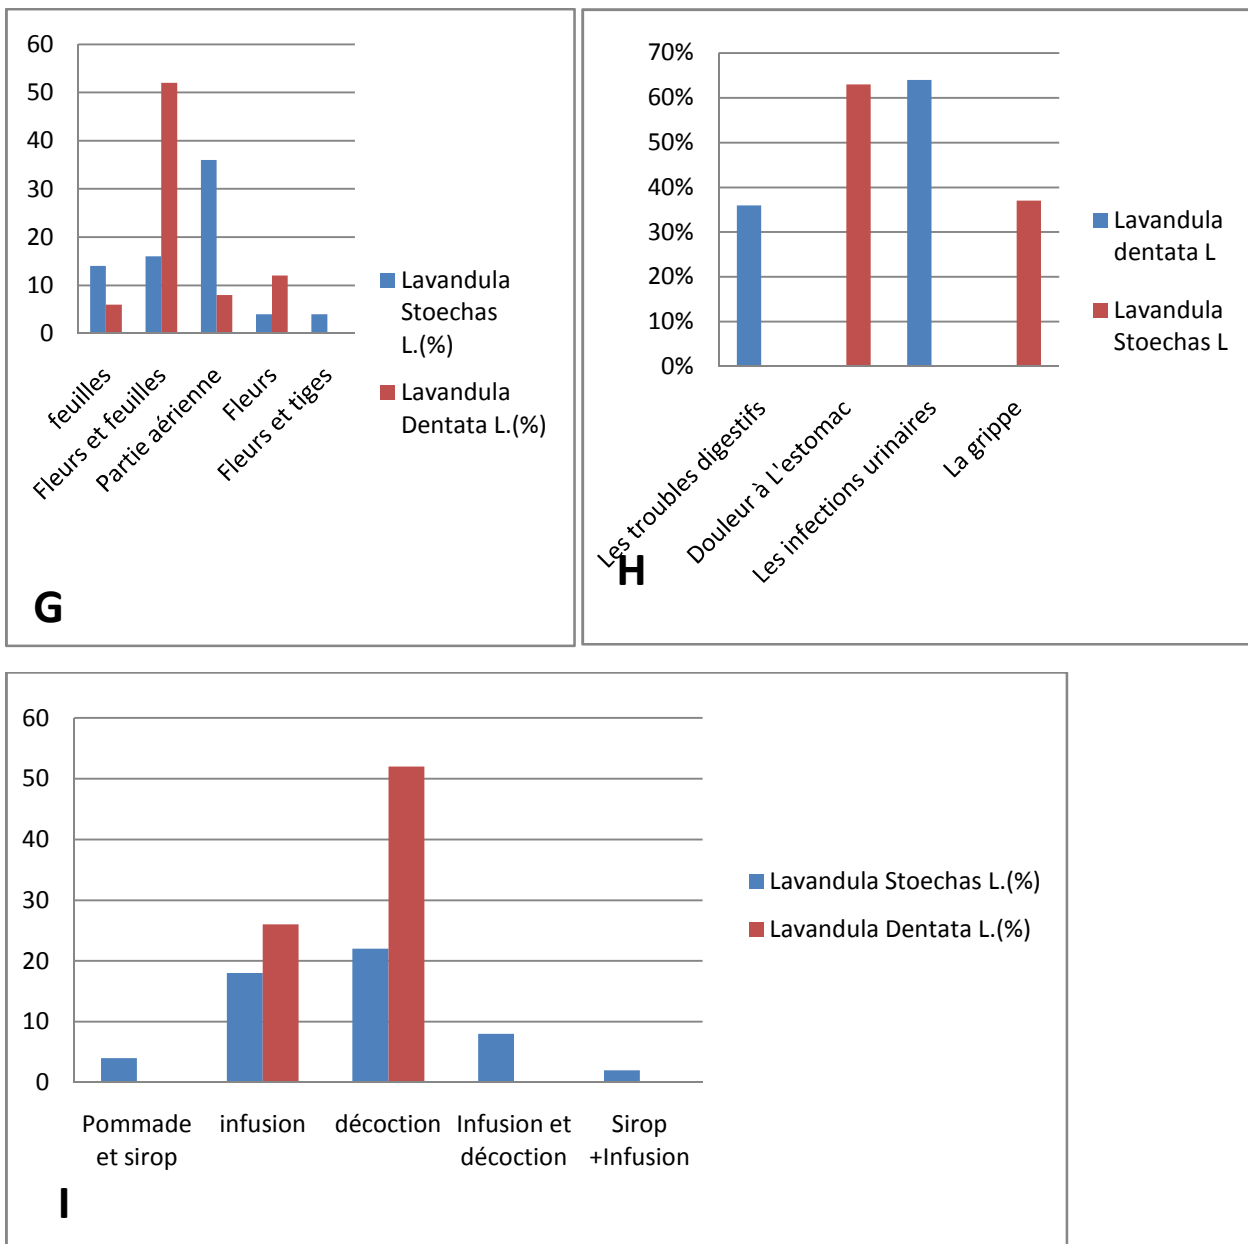 60
50
40
30
20
10
0
feuilles
Fleurs et feuilles
Partie aérienne
Fleurs
Fleurs et tiges
Lavandula
Stoechas
L.(%)
Lavandula
Dentata L.(%)
G
70%
60%
50%
40%
30%
20%
10%
0%
Les troubles digestifs
Douleur à L'estomac
Les infections urinaires
La grippe
Lavandula
dentata L
Lavandula
Stoechas L
H
60
50
40
30
20
10
0
Pommade
et sirop
infusion
décoction
Infusion et
décoction
Sirop
+Infusion
Lavandula Stoechas L.(%)
Lavandula Dentata L.(%)
I